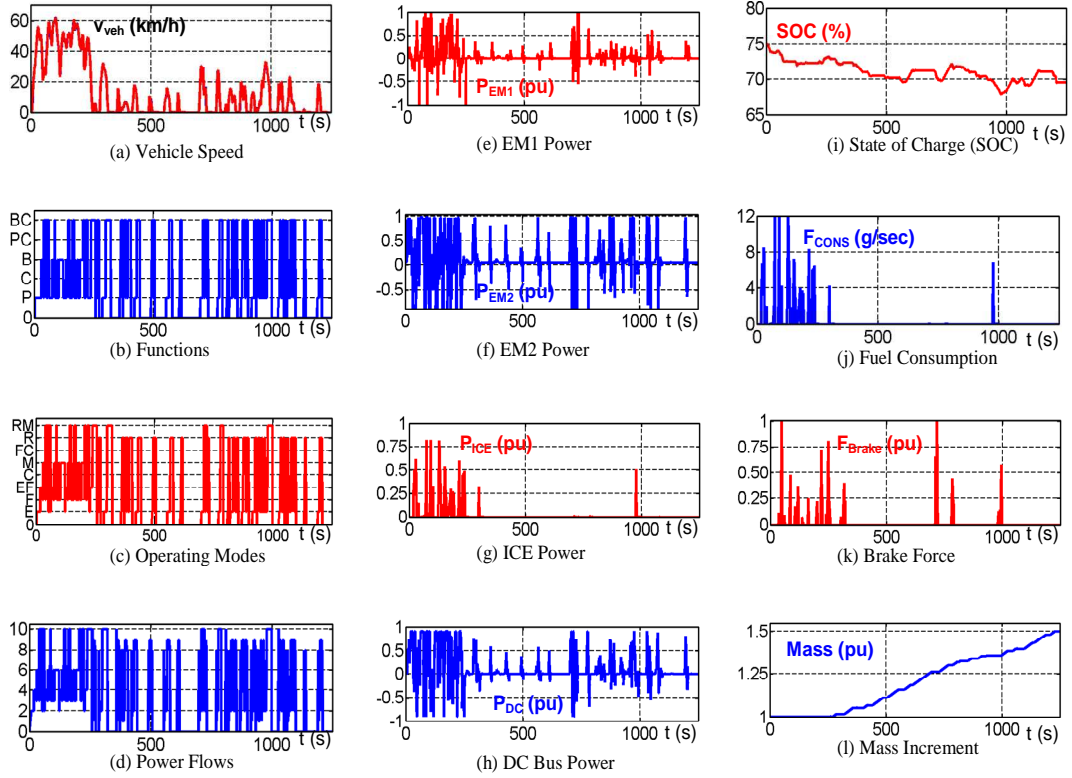 60
40
20
0
v_veh (km/h)
0 500 1000 t (s)
(a) Vehicle Speed
1
0.5
0
-0.5
-1
P_EM1 (pu)
0 500 1000 t (s)
(e) EM1 Power
80
75
70
65
SOC (%)
0 500 1000 t (s)
(i) State of Charge (SOC)
BC
PC
B
C
P
0
0 500 1000 t (s)
(b) Functions
1
0.5
0
-0.5
P_EM2 (pu)
0 500 1000 t (s)
(f) EM2 Power
12
8
4
0
F_CONS (g/sec)
0 500 1000 t (s)
(j) Fuel Consumption
RM
R
FC
M
C
EF
F
E
0
0 500 1000 t (s)
(c) Operating Modes
1
0.75
0.5
0.25
0
P_ICE (pu)
0 500 1000 t (s)
(g) ICE Power
1
0.75
0.50
0.25
0
F_Brake (pu)
0 500 1000 t (s)
(k) Brake Force
10
8
6
4
2
0
0 500 1000 t (s)
(d) Power Flows
1
0.5
0
-0.5
-1
P_DC (pu)
0 500 1000 t (s)
(h) DC Bus Power
1.5
1.25
1
Mass (pu)
0 500 1000 t (s)
(l) Mass Increment